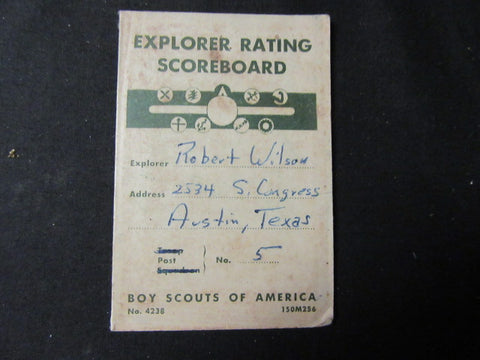 EXPLORER RATING
SCOREBOARD
Explorer Robert Wilson
Address 2534 S. Congress
Austin, Texas
Troop
Post } No. 5
Squadron
BOY SCOUTS OF AMERICA
No. 4238 150M256